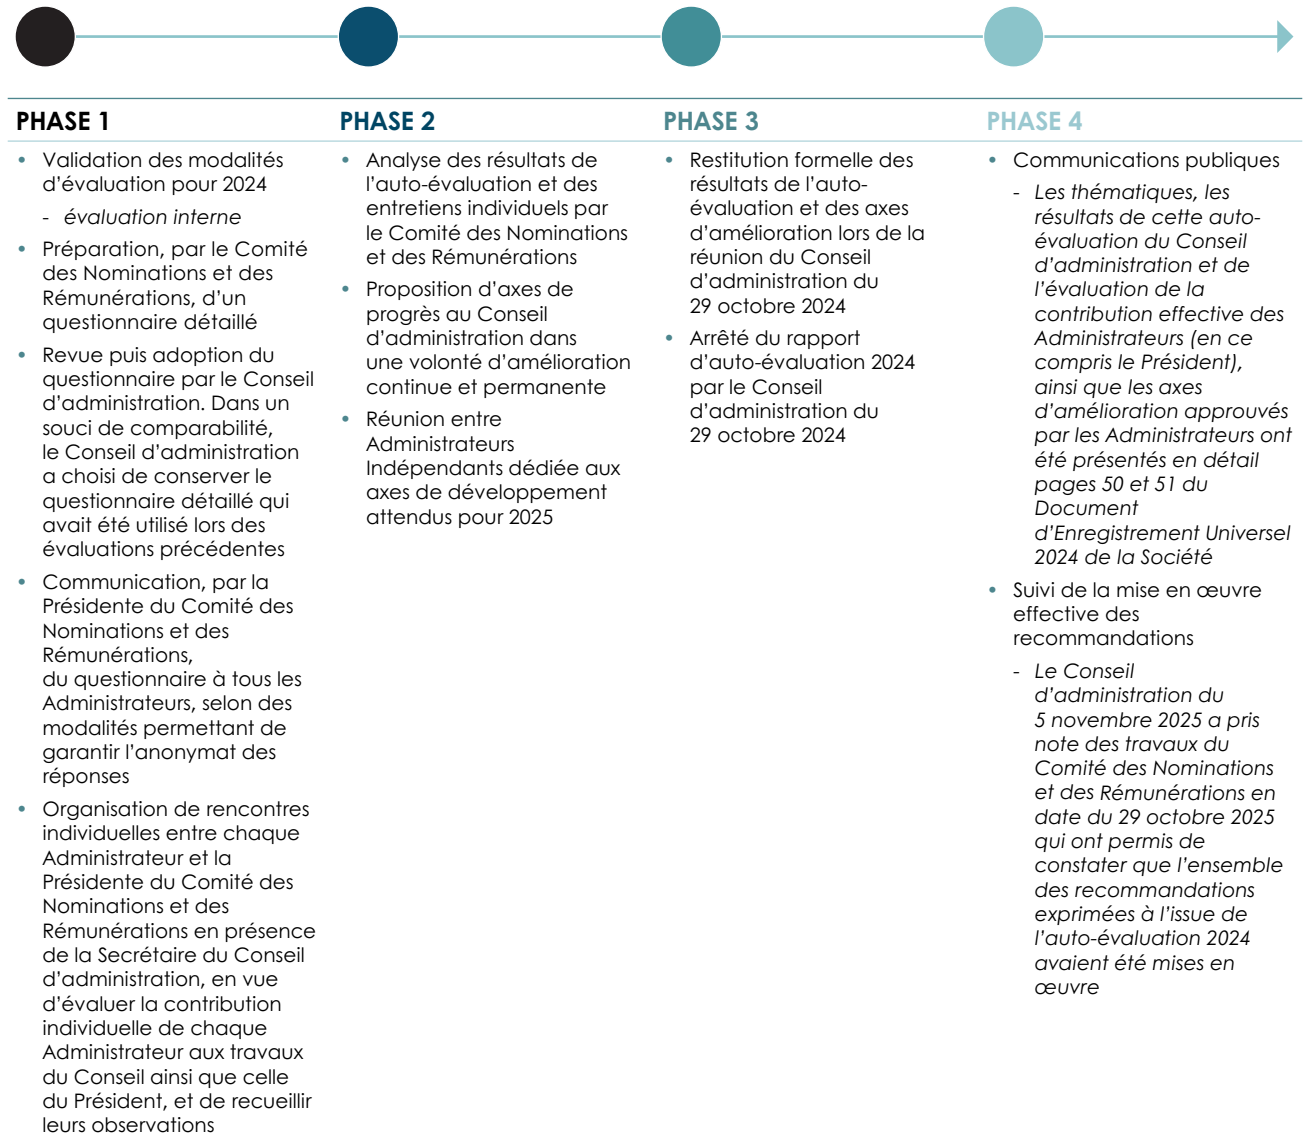 PHASE 1
• Validation des modalités
d’évaluation pour 2024
- évaluation interne
• Préparation, par le Comité
des Nominations et des
Rémunérations, d’un
questionnaire détaillé
• Revue puis adoption du
questionnaire par le Conseil
d’administration. Dans un
souci de comparabilité,
le Conseil d’administration
a choisi de conserver le
questionnaire détaillé qui
avait été utilisé lors des
évaluations précédentes
• Communication, par la
Présidente du Comité des
Nominations et des
Rémunérations,
du questionnaire à tous les
Administrateurs, selon des
modalités permettant de
garantir l’anonymat des
réponses
• Organisation de rencontres
individuelles entre chaque
Administrateur et la
Présidente du Comité des
Nominations et des
Rémunérations en présence
de la Secrétaire du Conseil
d’administration, en vue
d’évaluer la contribution
individuelle de chaque
Administrateur aux travaux
du Conseil ainsi que celle
du Président, et de recueillir
leurs observations
PHASE 2
• Analyse des résultats de
l’auto-évaluation et des
entretiens individuels par
le Comité des Nominations
et des Rémunérations
• Proposition d’axes de
progrès au Conseil
d’administration dans
une volonté d’amélioration
continue et permanente
• Réunion entre
Administrateurs
Indépendants dédiée aux
axes de développement
attendus pour 2025
PHASE 3
• Restitution formelle des
résultats de l’auto-
évaluation et des axes
d’amélioration lors de la
réunion du Conseil
d’administration du
29 octobre 2024
• Arrêté du rapport
d’auto-évaluation 2024
par le Conseil
d’administration du
29 octobre 2024
PHASE 4
• Communications publiques
- Les thématiques, les
résultats de cette auto-
évaluation du Conseil
d’administration et de
l’évaluation de la
contribution effective des
Administrateurs (en ce
compris le Président),
ainsi que les axes
d’amélioration approuvés
par les Administrateurs ont
été présentés en détail
pages 50 et 51 du
Document
d’Enregistrement Universel
2024 de la Société
• Suivi de la mise en œuvre
effective des
recommandations
- Le Conseil
d’administration du
5 novembre 2025 a pris
note des travaux du
Comité des Nominations
et des Rémunérations en
date du 29 octobre 2025
qui ont permis de
constater que l’ensemble
des recommandations
exprimées à l’issue de
l’auto-évaluation 2024
avaient été mises en
œuvre